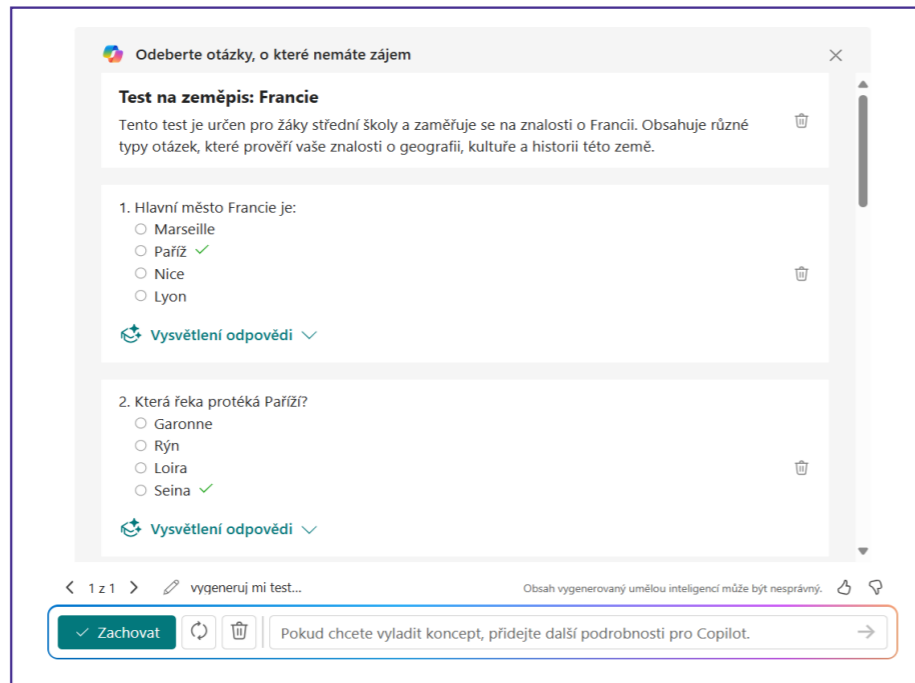 Odeberte otázky, o které nemáte zájem
Test na zeměpis: Francie
Tento test je určen pro žáky střední školy a zaměřuje se na znalosti o Francii. Obsahuje různé
typy otázek, které prověří vaše znalosti o geografii, kultuře a historii této země.
1. Hlavní město Francie je:
Marseille
Paříž
Nice
Lyon
Vysvětlení odpovědi
2. Která řeka protéká Paříží?
Garonne
Rýn
Loira
Seina
Vysvětlení odpovědi
1 z 1 vygeneruj mi test... Obsah vygenerovaný umělou inteligencí může být nesprávný.
Zachovat Pokud chcete vyladit koncept, přidejte další podrobnosti pro Copilot.